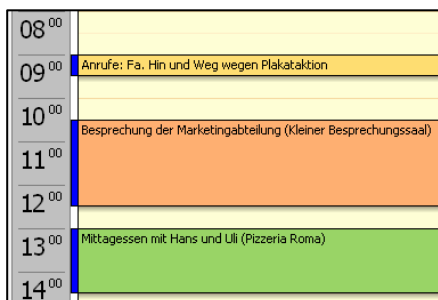 08 00
09 00
Anrufe: Fa. Hin und Weg wegen Plakataktion
10 00
Besprechung der Marketingabteilung (Kleiner Besprechungssaal)
11 00
12 00
13 00
Mittagessen mit Hans und Uli (Pizzeria Roma)
14 00